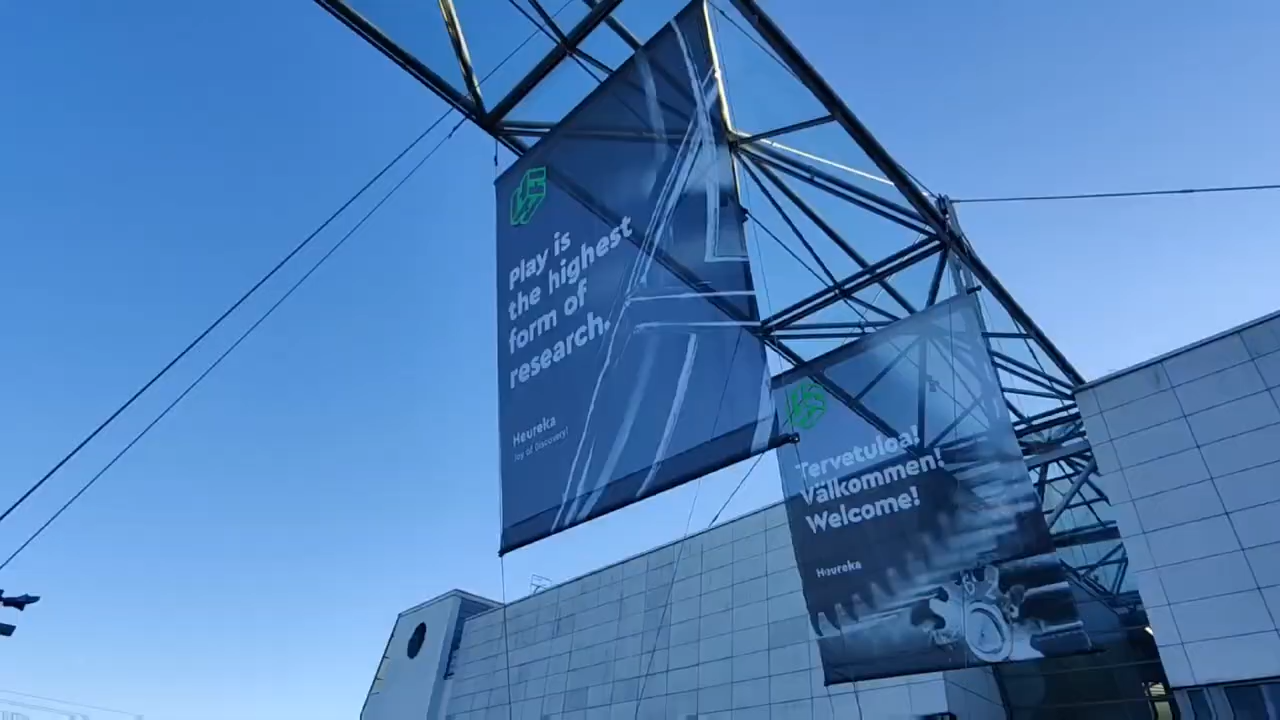 Play is
the highest
form of
research.
Heureka
Joy of Discovery!
Tervetuloa!
Välkommen!
Welcome!
Heureka